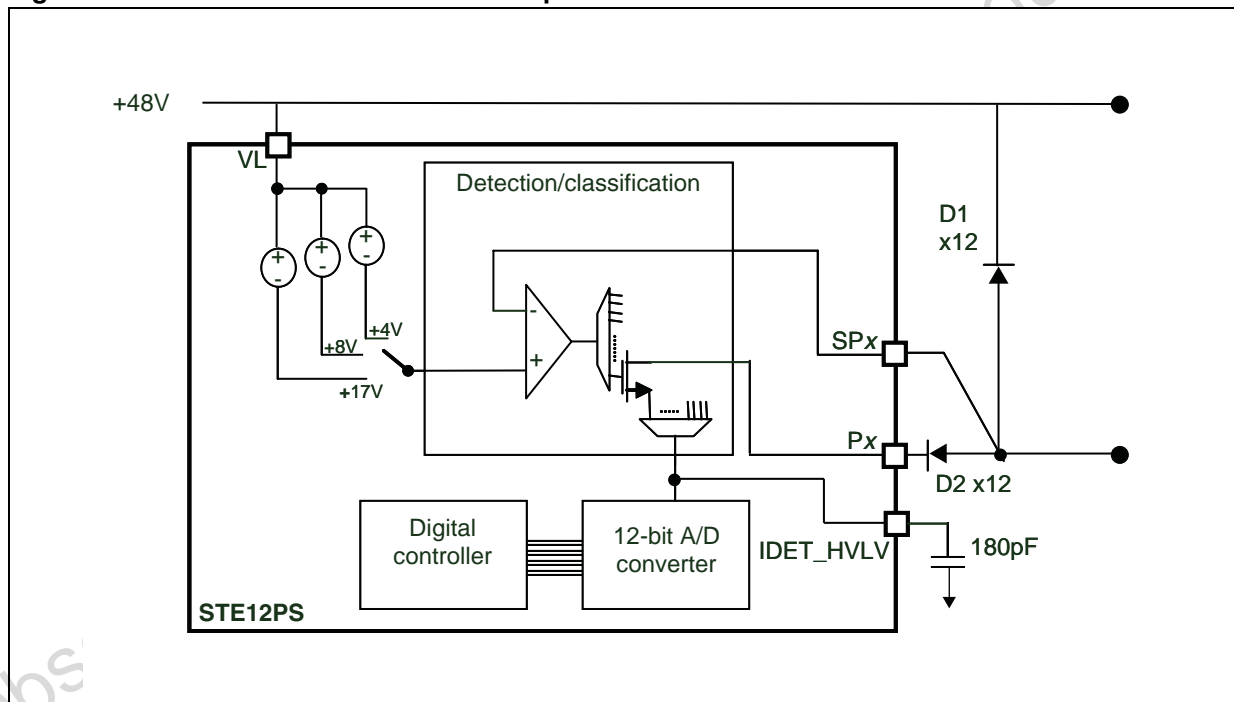 +48V
VL
Detection/classification
D1
x12
+
-
+
-
+
-
+4V
+8V
+17V
-
+
SPx
Px
D2 x12
Digital
controller
12-bit A/D
converter
IDET_HVLV
180pF
STE12PS